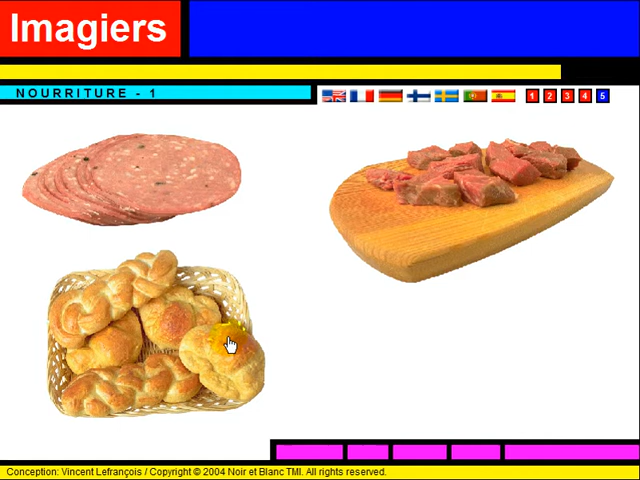 Imagiers
NOURRITURE - 1
1 2 3 4 5
Conception: Vincent Lefrançois / Copyright © 2004 Noir et Blanc TMI. All rights reserved.